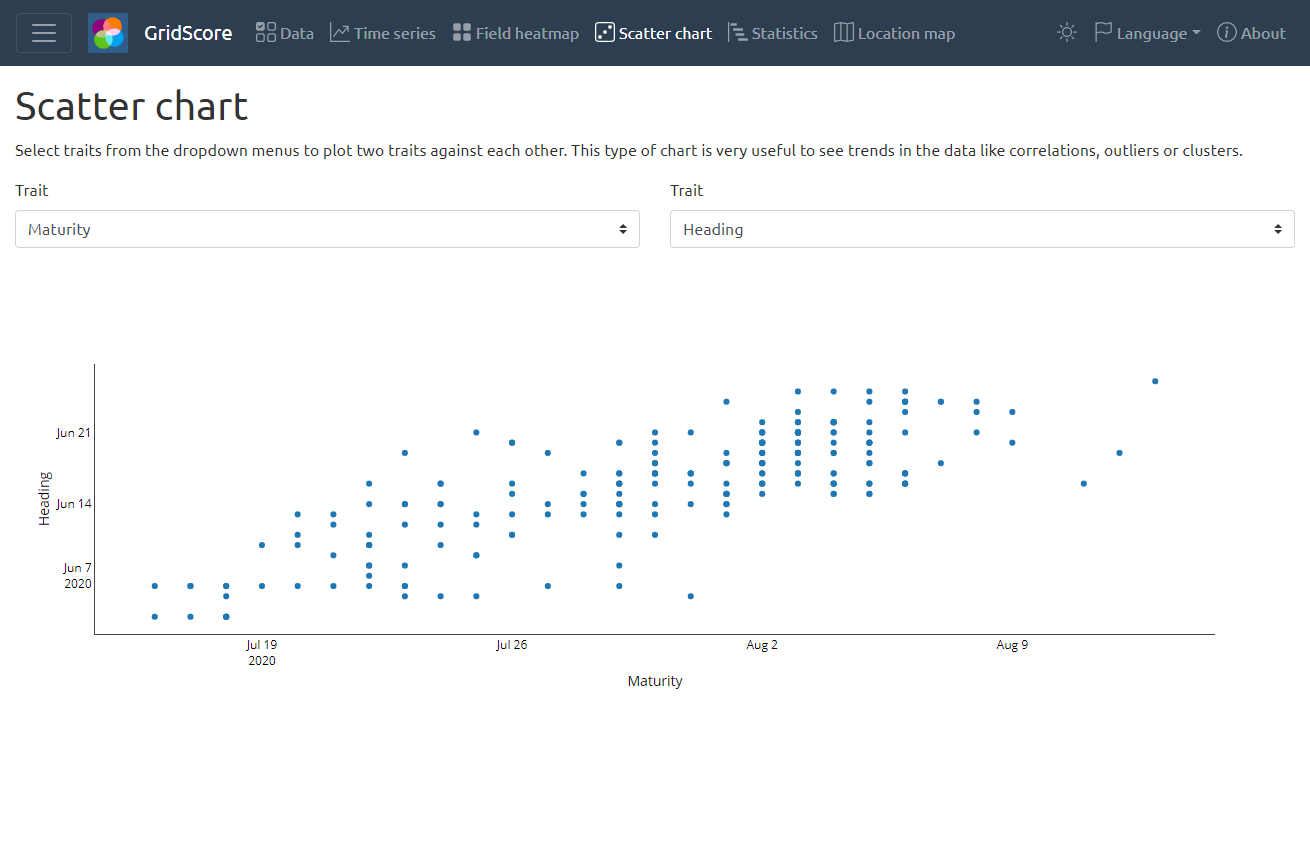 GridScore Data Time series Field heatmap Scatter chart Statistics Location map Language About
Scatter chart
Select traits from the dropdown menus to plot two traits against each other. This type of chart is very useful to see trends in the data like correlations, outliers or clusters.
Trait Trait
Maturity Heading
Heading
Jun 21
Jun 14
Jun 7
2020
Jul 19 Jul 26 Aug 2 Aug 9
2020
Maturity